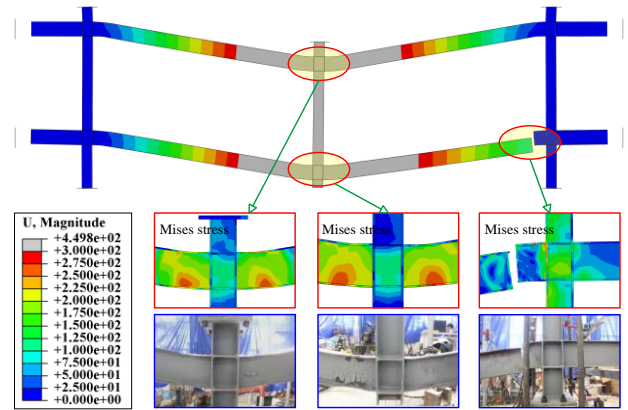 U, Magnitude
+4.498e+02
+3.000e+02
+2.750e+02
+2.500e+02
+2.250e+02
+2.000e+02
+1.750e+02
+1.500e+02
+1.250e+02
+1.000e+02
+7.500e+01
+5.000e+01
+2.500e+01
+0.000e+00
Mises stress
Mises stress
Mises stress